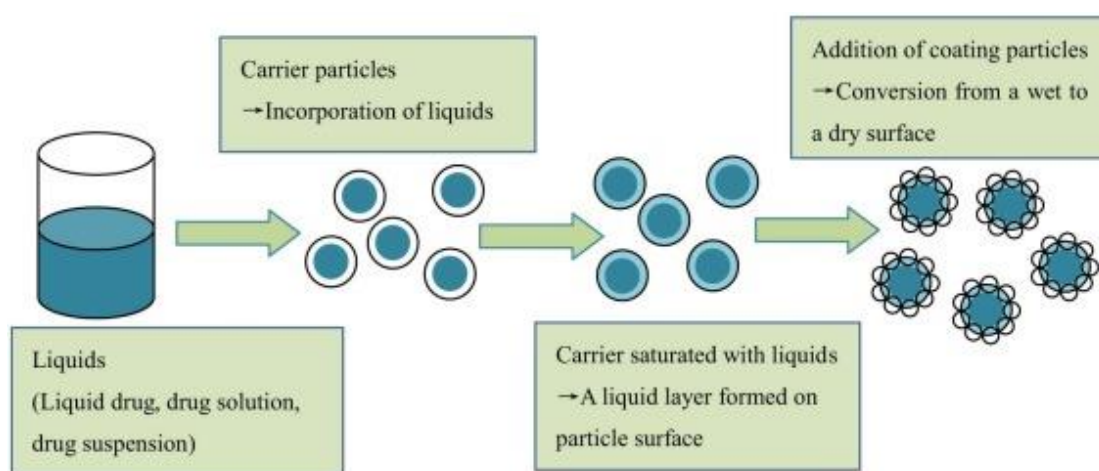 Liquids
(Liquid drug, drug solution,
drug suspension)
Carrier particles
→Incorporation of liquids
Carrier saturated with liquids
→A liquid layer formed on
particle surface
Addition of coating particles
→Conversion from a wet to
a dry surface